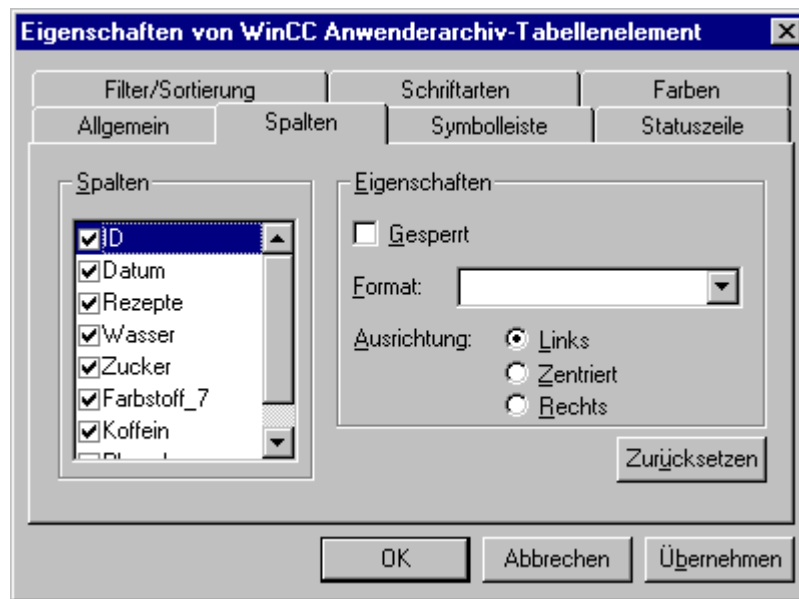 Eigenschaften von WinCC Anwenderarchiv-Tabellenelement
Filter/Sortierung Schriftarten Farben
Allgemein Spalten Symbolleiste Statuszeile
Spalten
ID
Datum
Rezepte
Wasser
Zucker
Farbstoff_7
Koffein
Eigenschaften
Gesperrt
Format:
Ausrichtung:
Links
Zentriert
Rechts
Zurücksetzen
OK Abbrechen Übernehmen